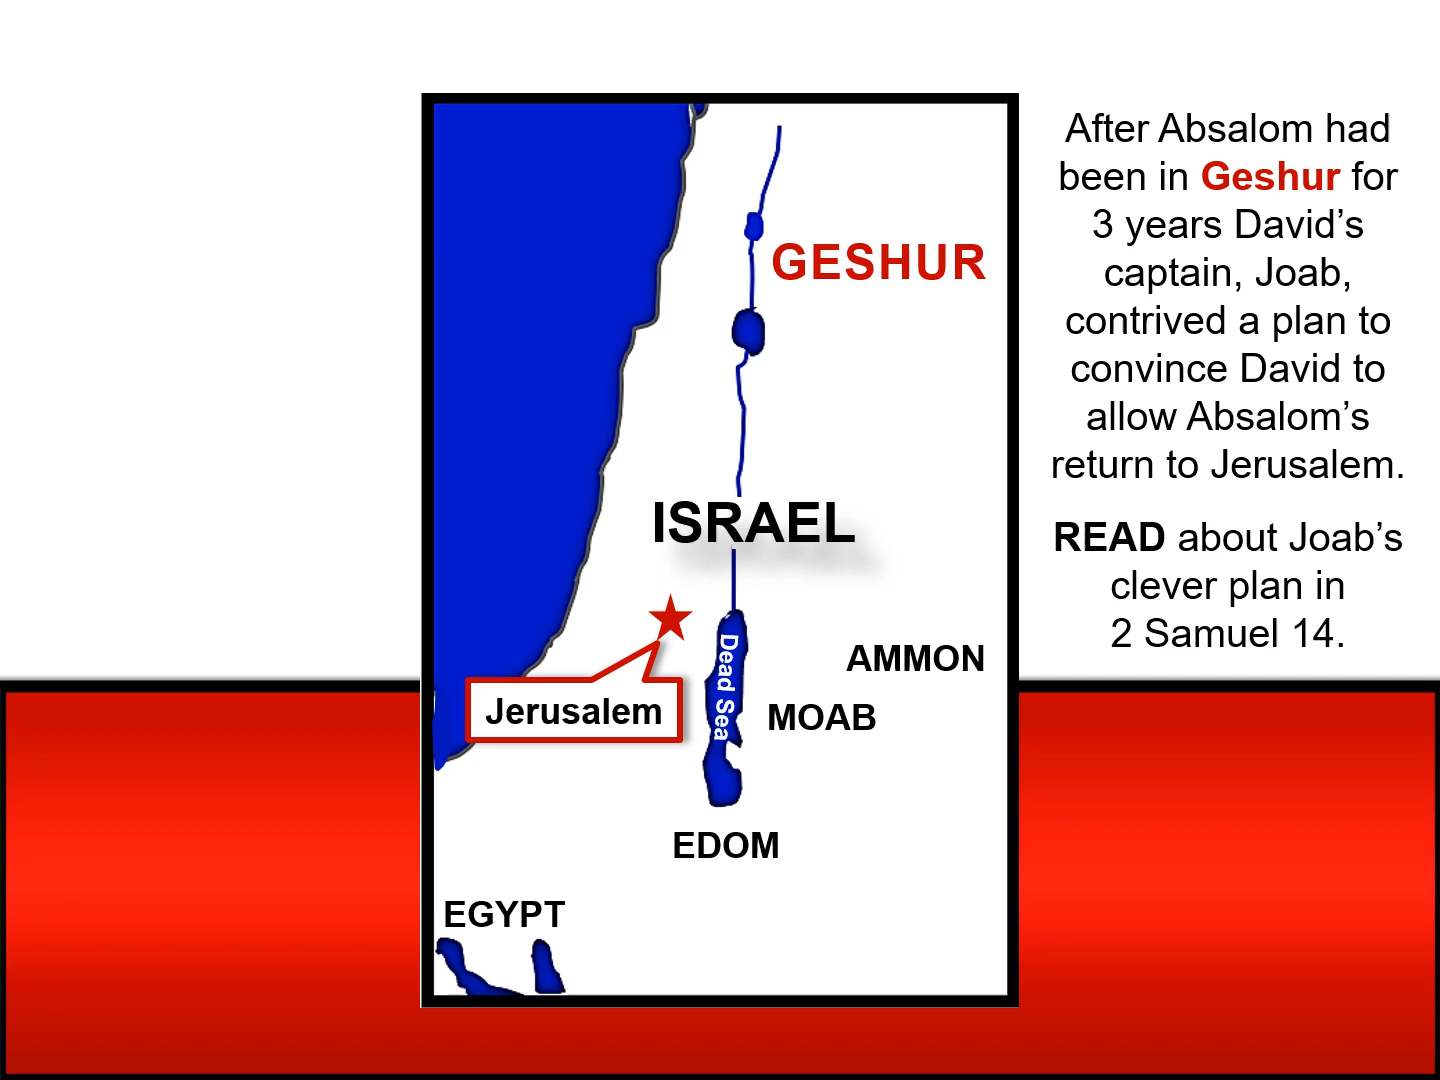 After Absalom had
been in Geshur for
3 years David’s
captain, Joab,
contrived a plan to
convince David to
allow Absalom’s
return to Jerusalem.
READ about Joab’s
clever plan in
2 Samuel 14.
GESHUR
ISRAEL
Jerusalem
Dead Sea
AMMON
MOAB
EDOM
EGYPT